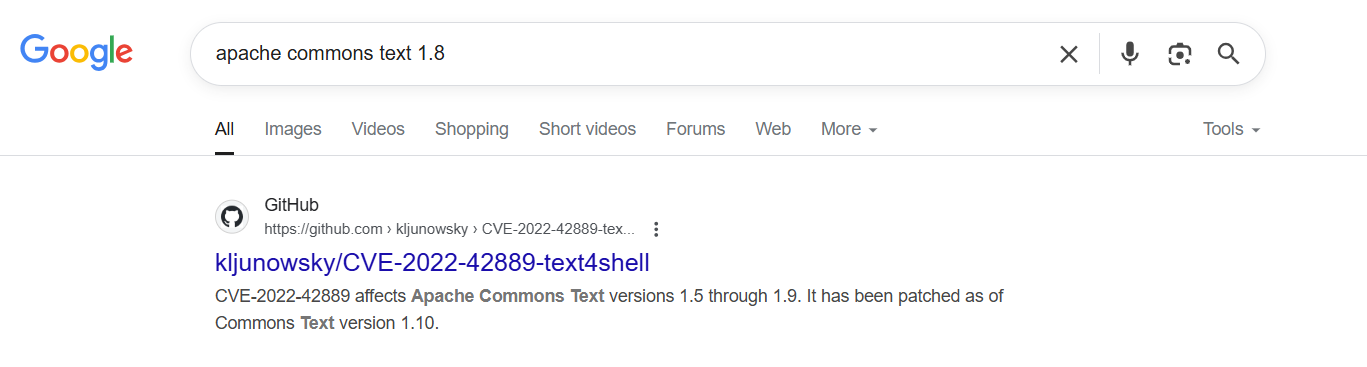 Google
apache commons text 1.8
All Images Videos Shopping Short videos Forums Web More Tools
GitHub
https://github.com › kljunowsky › CVE-2022-42889-tex...
kljunowsky/CVE-2022-42889-text4shell
CVE-2022-42889 affects Apache Commons Text versions 1.5 through 1.9. It has been patched as of
Commons Text version 1.10.